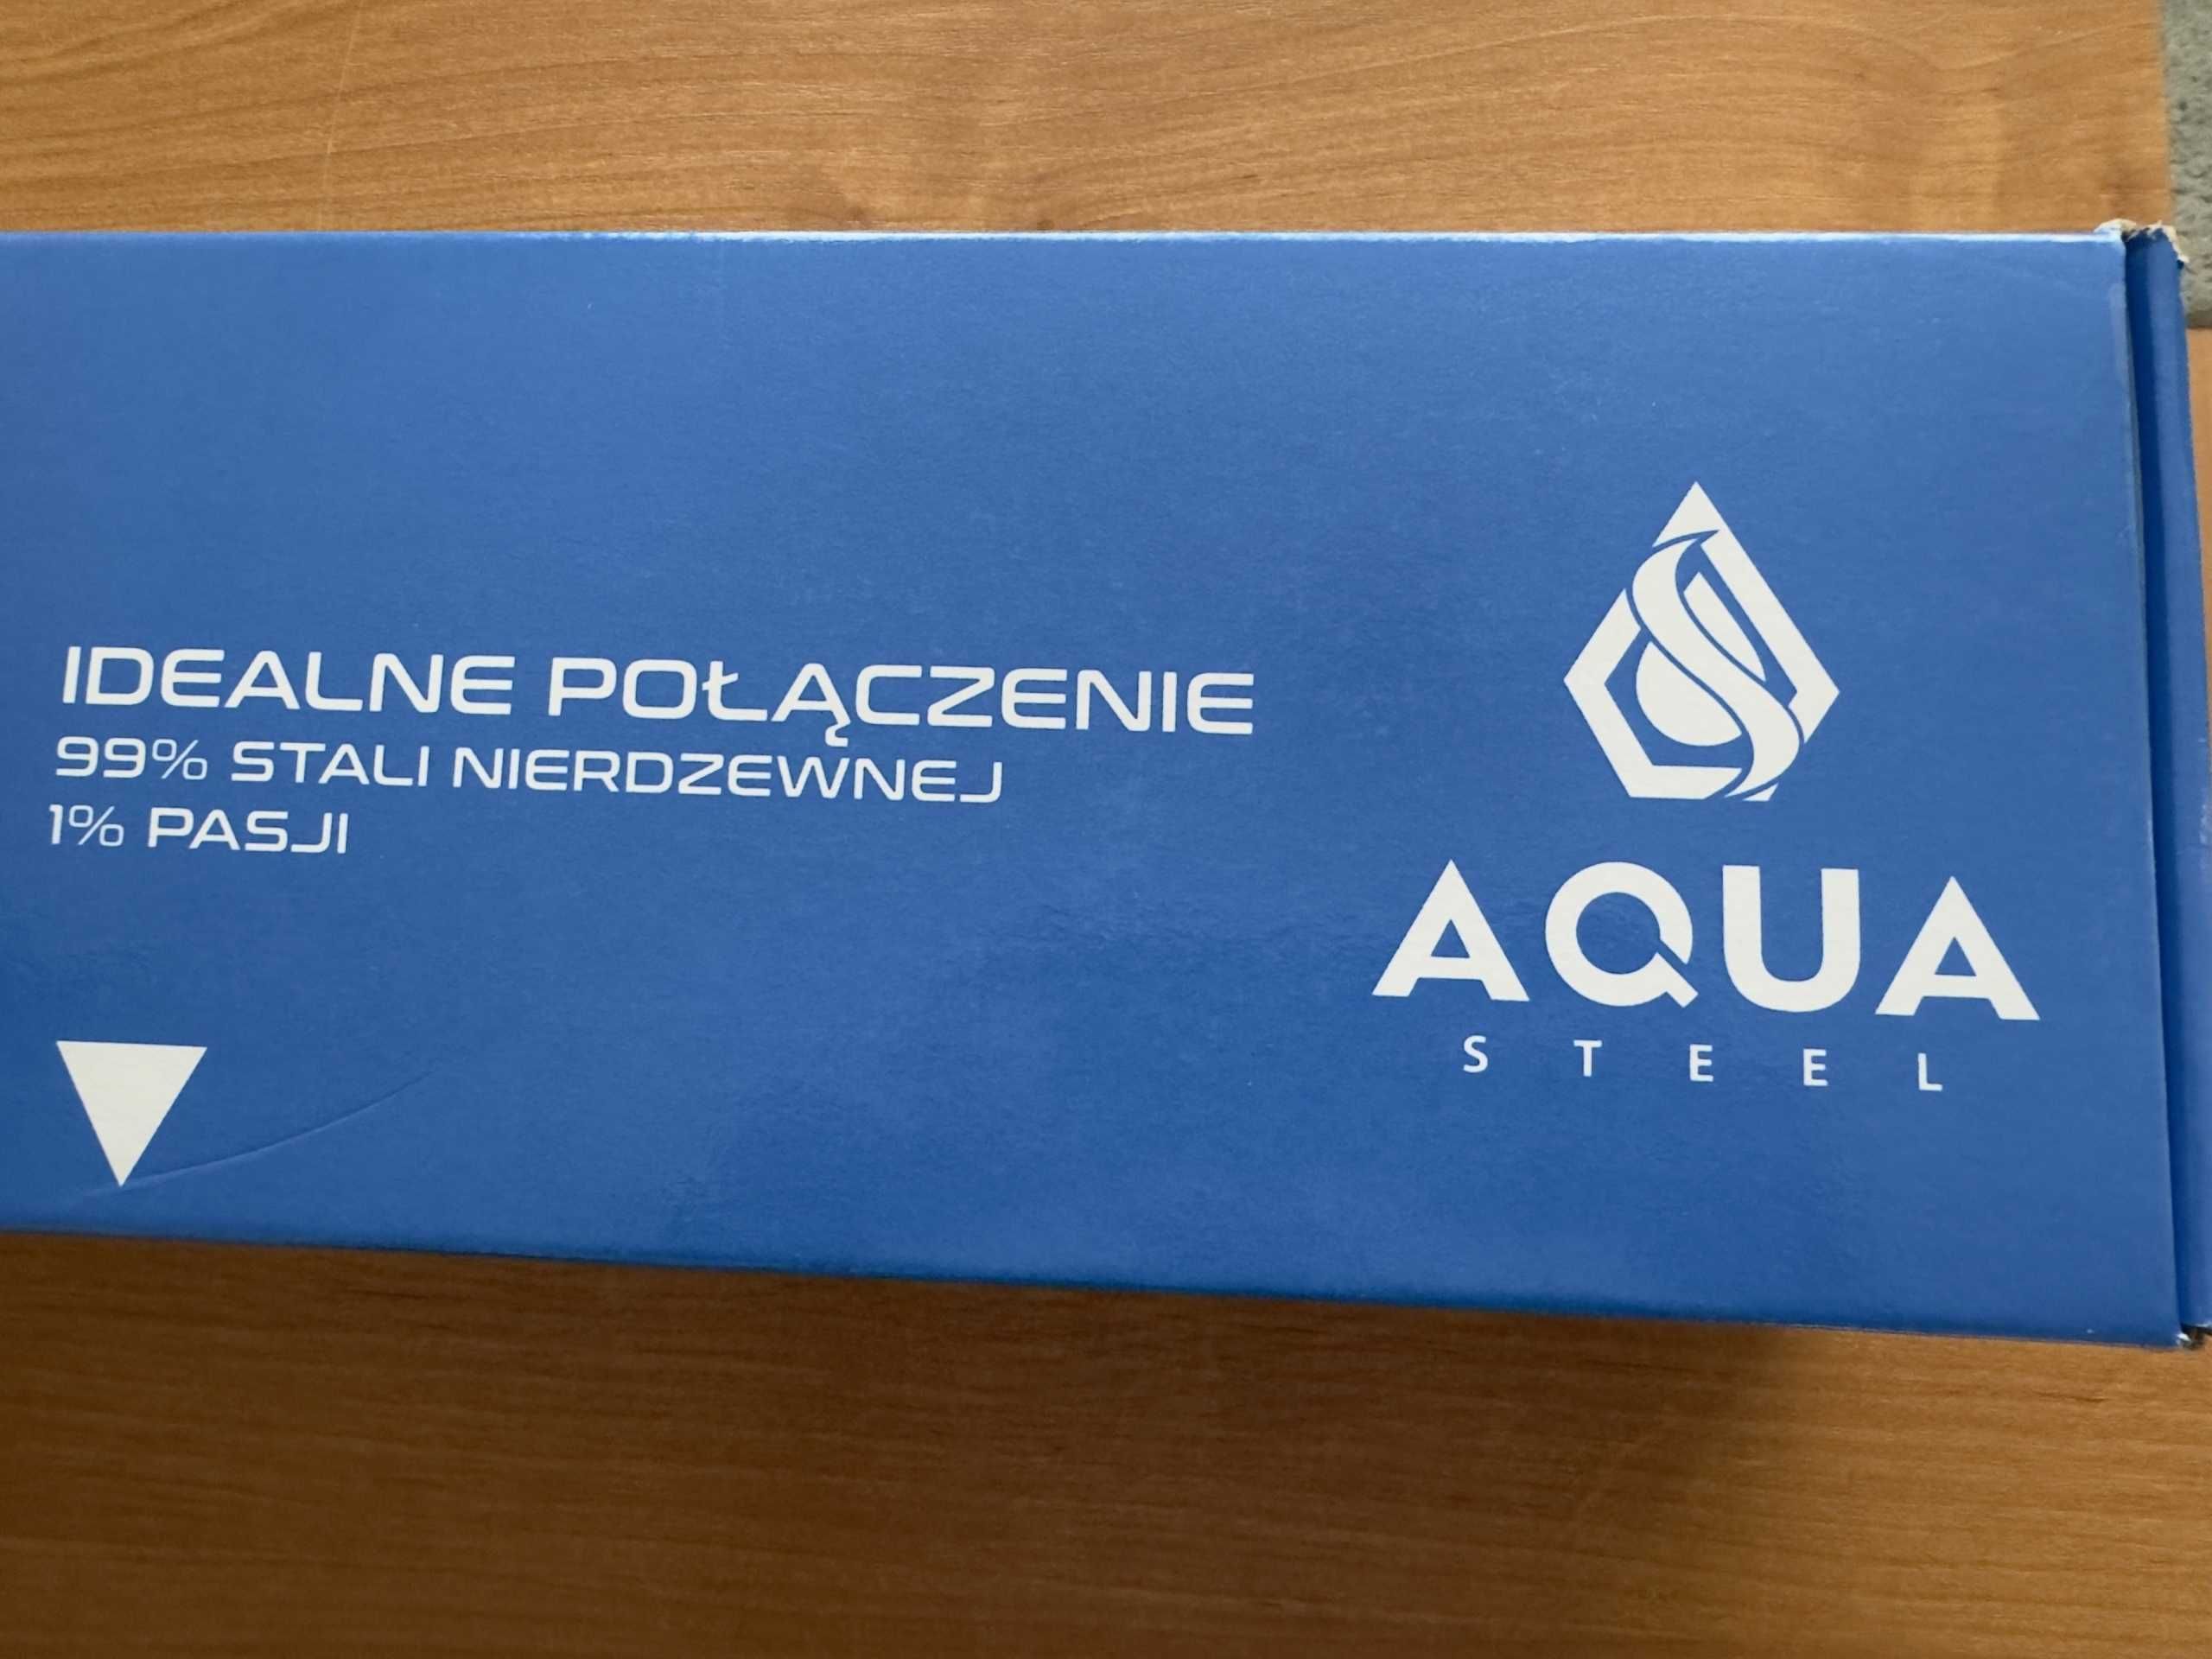 IDEALNE POŁĄCZENIE
99% STALI NIERDZEWNEJ
1% PASJI
AQUA
STEEL